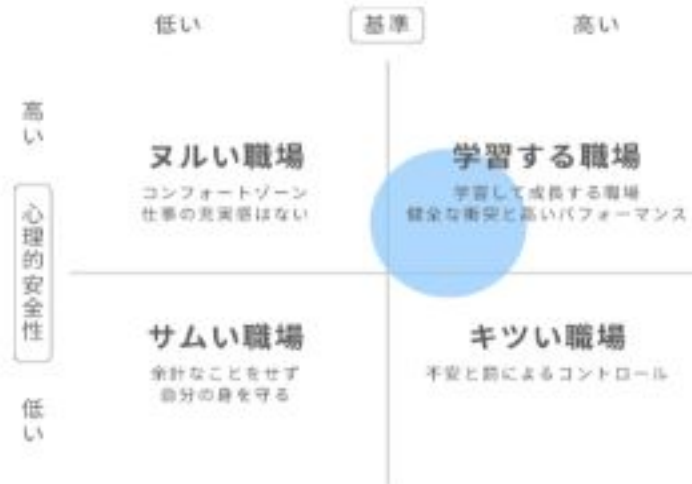 低い
基準
高い
高い
心理的安全性
低い
ヌルい職場
コンフォートゾーン
仕事の充実感はない
学習する職場
学習して成長する職場
健全な衝突と高いパフォーマンス
サムい職場
余計なことをせず
自分の身を守る
キツい職場
不安と罰によるコントロール